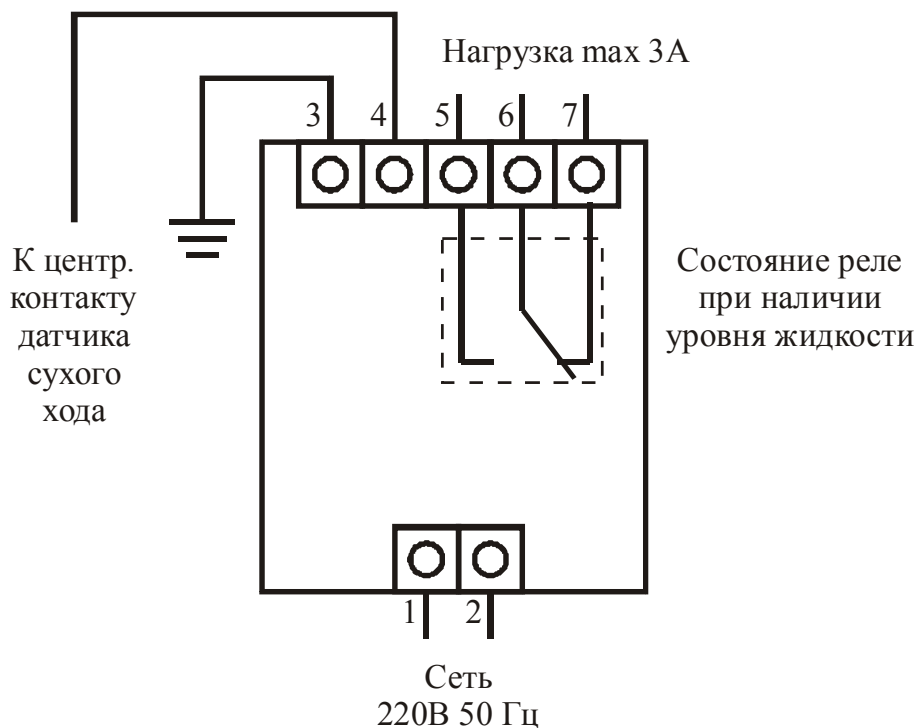 Нагрузка max 3А
3 4 5 6 7
К центр.
контакту
датчика
сухого
хода
Состояние реле
при наличии
уровня жидкости
1 2
Сеть
220В 50 Гц